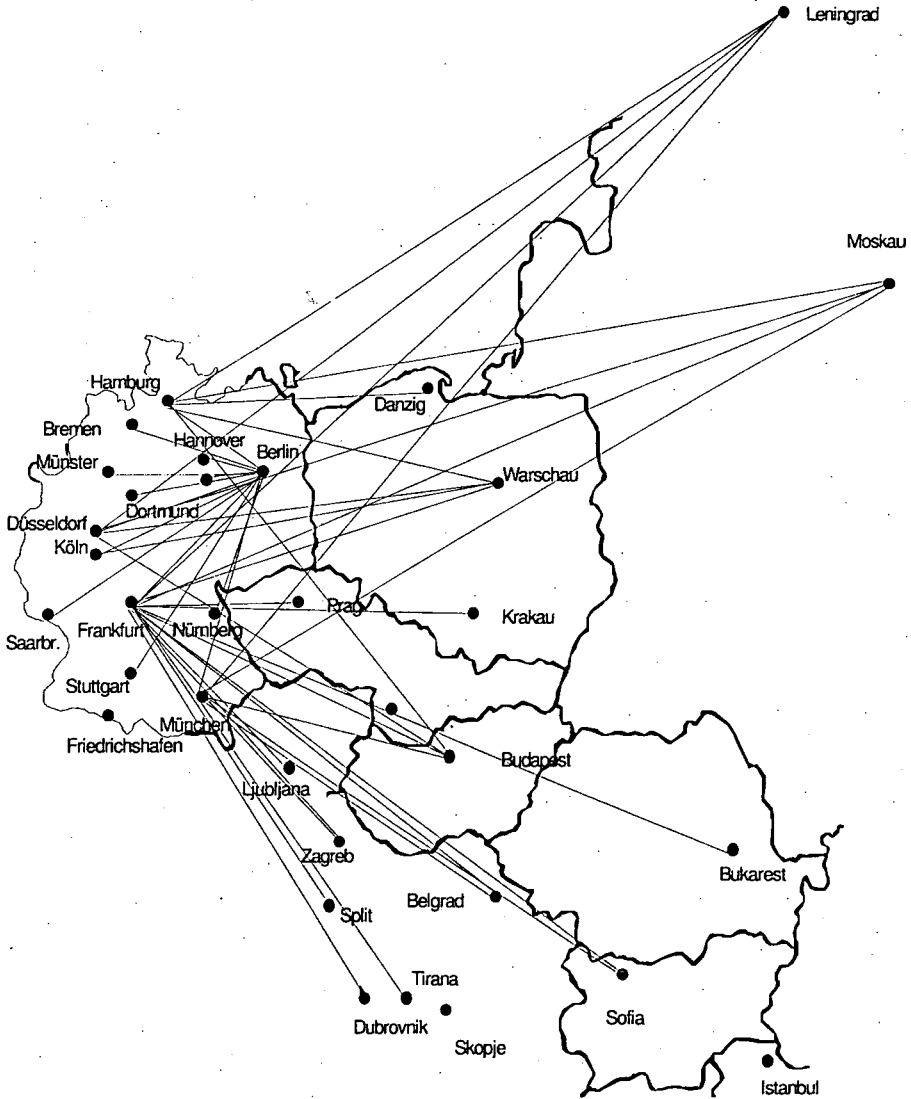 Leningrad
Moskau
Hamburg
Danzig
Bremen
Hannover
Berlin
Münster
Warschau
Dortmund
Düsseldorf
Köln
Prag
Krakau
Saarbr.
Frankfurt
Nürnberg
Stuttgart
München
Friedrichshafen
Budapest
Ljubljana
Zagreb
Bukarest
Belgrad
Split
Tirana
Dubrovnik
Sofia
Skopje
Istanbul